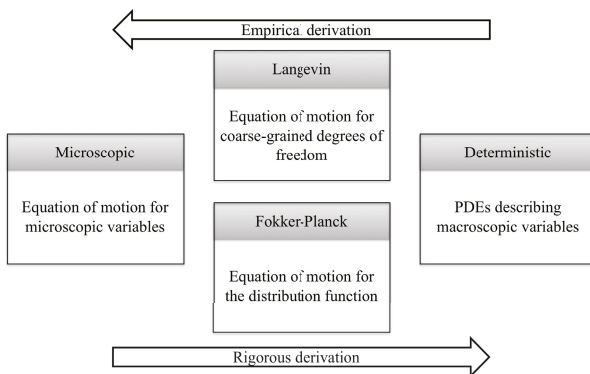 Empirical derivation
Langevin
Equation of motion for
coarse-grained degrees of
freedom
Microscopic
Equation of motion for
microscopic variables
Deterministic
PDEs describing
macroscopic variables
Fokker-Planck
Equation of motion for
the distribution function
Rigorous derivation